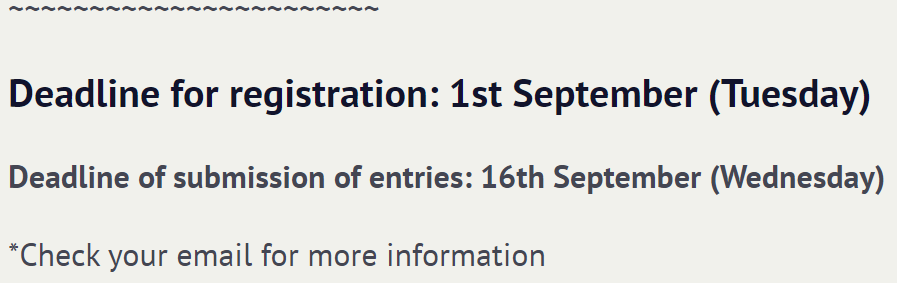 ~~~~~~~~~~~~~~~~~~~~~~~
Deadline for registration: 1st September (Tuesday)
Deadline of submission of entries: 16th September (Wednesday)
*Check your email for more information